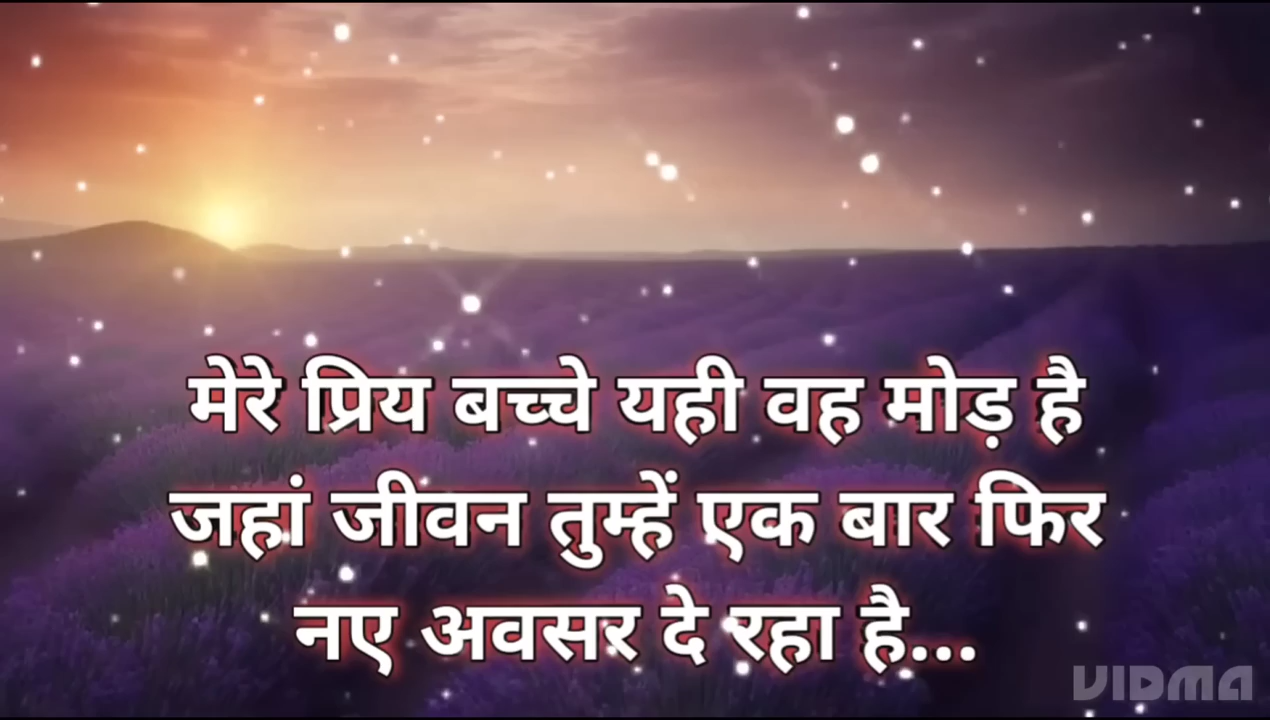 मेरे प्रिय बच्चे यही वह मोड़ है
जहां जीवन तुम्हें एक बार फिर
नए अवसर दे रहा है...
VIDMA